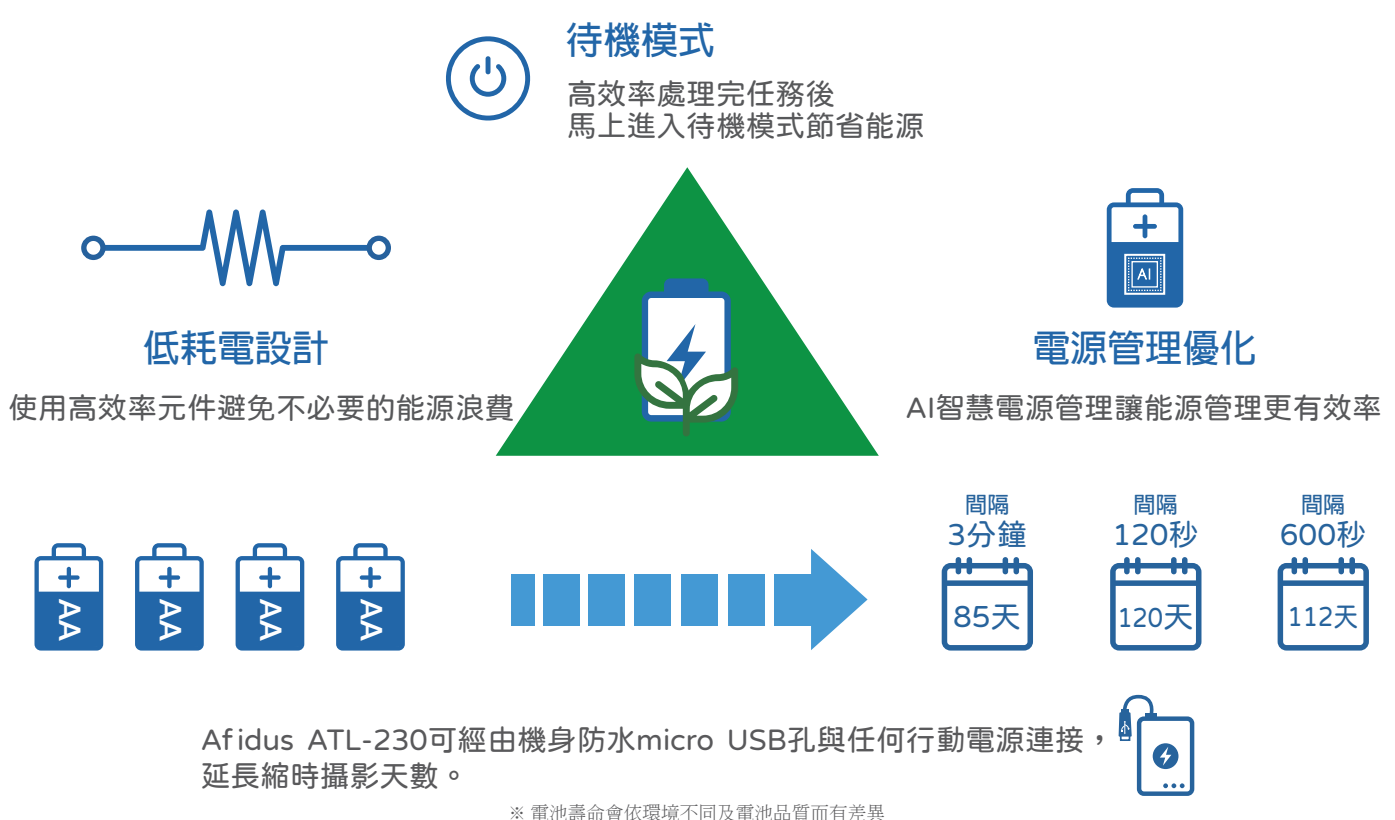 待機模式
高效率處理完任務後
馬上進入待機模式節省能源
低耗電設計
使用高效率元件避免不必要的能源浪費
AI
電源管理優化
AI智慧電源管理讓能源管理更有效率
AA
AA
AA
AA
間隔
3分鐘
85天
間隔
120秒
120天
間隔
600秒
112天
Afidus ATL-230可經由機身防水micro USB孔與任何行動電源連接，
延長縮時攝影天數。
※ 電池壽命會依環境不同及電池品質而有差異